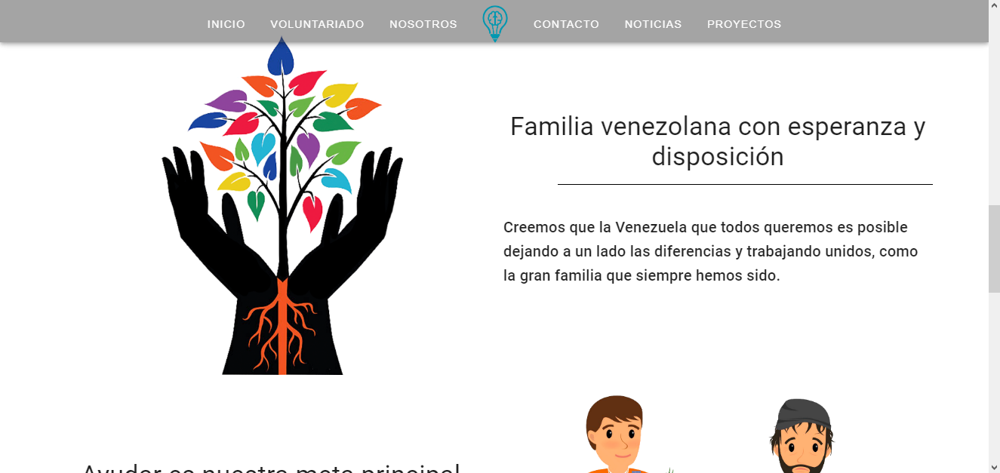 INICIO VOLUNTARIADO NOSOTROS CONTACTO NOTICIAS PROYECTOS
Familia venezolana con esperanza y
disposición
Creemos que la Venezuela que todos queremos es posible
dejando a un lado las diferencias y trabajando unidos, como
la gran familia que siempre hemos sido.
Ayudar es nuestra meta principal